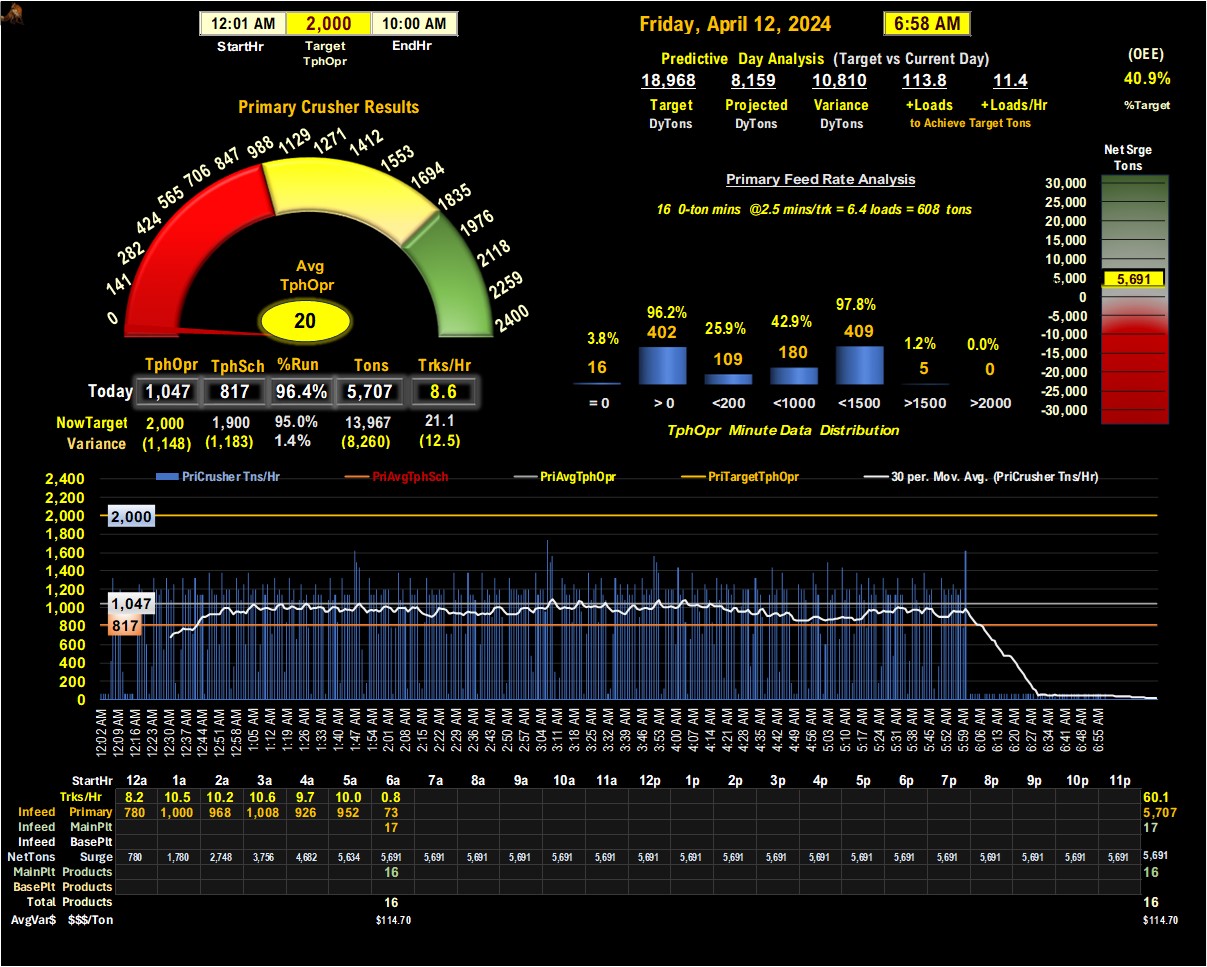 12:01 AM 2,000 10:00 AM
StartHr Target EndHr
TphOpr
Friday, April 12, 2024 6:58 AM
Predictive Day Analysis (Target vs Current Day)
18,968 8,159 10,810 113.8 11.4
Target Projected Variance +Loads +Loads/Hr
DyTons DyTons DyTons to Achieve Target Tons
(OEE)
40.9%
%Target
Primary Crusher Results
0 141 282 424 565 706 847 988 1129 1271 1412 1553 1694 1835 1976 2118 2259 2400
Avg
TphOpr
20
TphOpr TphSch %Run Tons Trks/Hr
Today 1,047 817 96.4% 5,707 8.6
NowTarget 2,000 1,900 95.0% 13,967 21.1
Variance (1,148) (1,183) 1.4% (8,260) (12.5)
Primary Feed Rate Analysis
16 0-ton mins @2.5 mins/trk = 6.4 loads = 608 tons
3.8% 96.2% 25.9% 42.9% 97.8% 1.2% 0.0%
16 402 109 180 409 5 0
= 0 > 0 <200 <1000 <1500 >1500 >2000
TphOpr Minute Data Distribution
Net Srge
Tons
30,000
25,000
20,000
15,000
10,000
5,000 5,691
0
-5,000
-10,000
-15,000
-20,000
-25,000
-30,000
PriCrusher Tns/Hr PriAvgTphSch PriAvgTphOpr PriTargetTphOpr 30 per. Mov. Avg. (PriCrusher Tns/Hr)
2,400
2,200
2,000 2,000
1,800
1,600
1,400
1,200
1,000 1,047
800 817
600
400
200
0
12:02 AM 12:09 AM 12:16 AM 12:23 AM 12:30 AM 12:37 AM 12:44 AM 12:51 AM 12:58 AM 1:05 AM 1:12 AM 1:19 AM 1:26 AM 1:33 AM 1:40 AM 1:47 AM 1:54 AM 2:01 AM 2:08 AM 2:15 AM 2:22 AM 2:29 AM 2:36 AM 2:43 AM 2:50 AM 2:57 AM 3:04 AM 3:11 AM 3:18 AM 3:25 AM 3:32 AM 3:39 AM 3:46 AM 3:53 AM 4:00 AM 4:07 AM 4:14 AM 4:21 AM 4:28 AM 4:35 AM 4:42 AM 4:49 AM 4:56 AM 5:03 AM 5:10 AM 5:17 AM 5:24 AM 5:31 AM 5:38 AM 5:45 AM 5:52 AM 5:59 AM 6:06 AM 6:13 AM 6:20 AM 6:27 AM 6:34 AM 6:41 AM 6:48 AM 6:55 AM
StartHr 12a 1a 2a 3a 4a 5a 6a 7a 8a 9a 10a 11a 12p 1p 2p 3p 4p 5p 6p 7p 8p 9p 10p 11p
Trks/Hr 8.2 10.5 10.2 10.6 9.7 10.0 0.8 60.1
Infeed Primary 780 1,000 968 1,008 926 952 73 5,707
Infeed MainPlt 17 17
Infeed BasePlt
NetTons Surge 780 1,780 2,748 3,756 4,682 5,634 5,691 5,691 5,691 5,691 5,691 5,691 5,691 5,691 5,691 5,691 5,691 5,691 5,691 5,691 5,691 5,691 5,691 5,691 5,691
MainPlt Products 16 16
BasePlt Products
Total Products 16 16
AvgVar$ $$$/Ton $114.70 $114.70